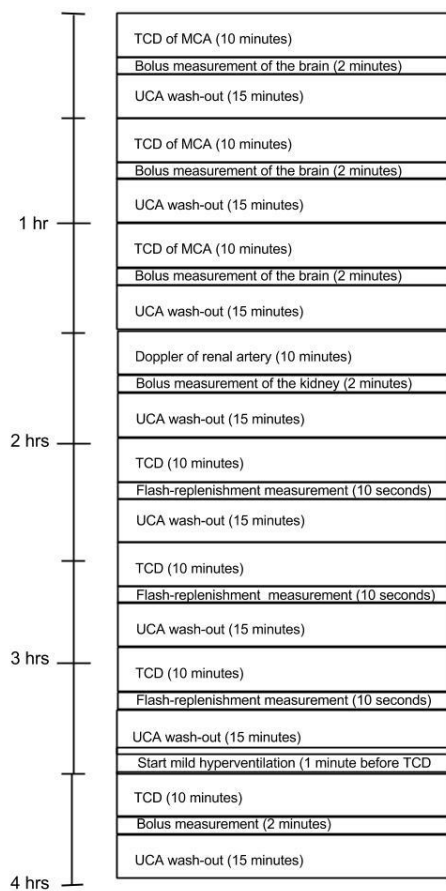 TCD of MCA (10 minutes)
Bolus measurement of the brain (2 minutes)
UCA wash-out (15 minutes)
TCD of MCA (10 minutes)
Bolus measurement of the brain (2 minutes)
UCA wash-out (15 minutes)
1 hr
TCD of MCA (10 minutes)
Bolus measurement of the brain (2 minutes)
UCA wash-out (15 minutes)
Doppler of renal artery (10 minutes)
Bolus measurement of the kidney (2 minutes)
UCA wash-out (15 minutes)
2 hrs
TCD (10 minutes)
Flash-replenishment measurement (10 seconds)
UCA wash-out (15 minutes)
TCD (10 minutes)
Flash-replenishment measurement (10 seconds)
UCA wash-out (15 minutes)
3 hrs
TCD (10 minutes)
Flash-replenishment measurement (10 seconds)
UCA wash-out (15 minutes)
Start mild hyperventilation (1 minute before TCD
TCD (10 minutes)
Bolus measurement (2 minutes)
UCA wash-out (15 minutes)
4 hrs